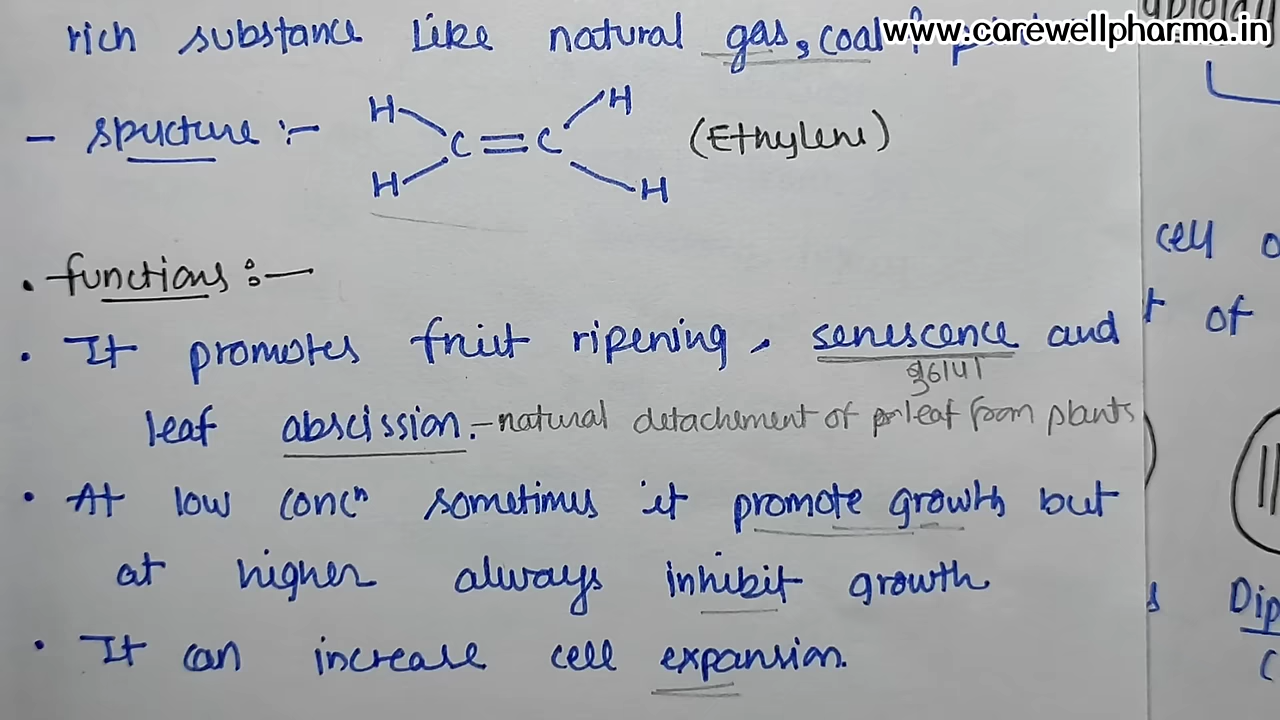 rich substance like natural gas, coal
www.carewellpharma.in
- structure :-
H H
C = C (Ethylene)
H H
• functions :-
• It promotes fruit ripening, senescence and
leaf abscission. - natural detachement of leaf from plants
• At low concⁿ sometimes it promote growth but
at higher always inhibit growth
• It can increase cell expansion.
cell
of
Dip